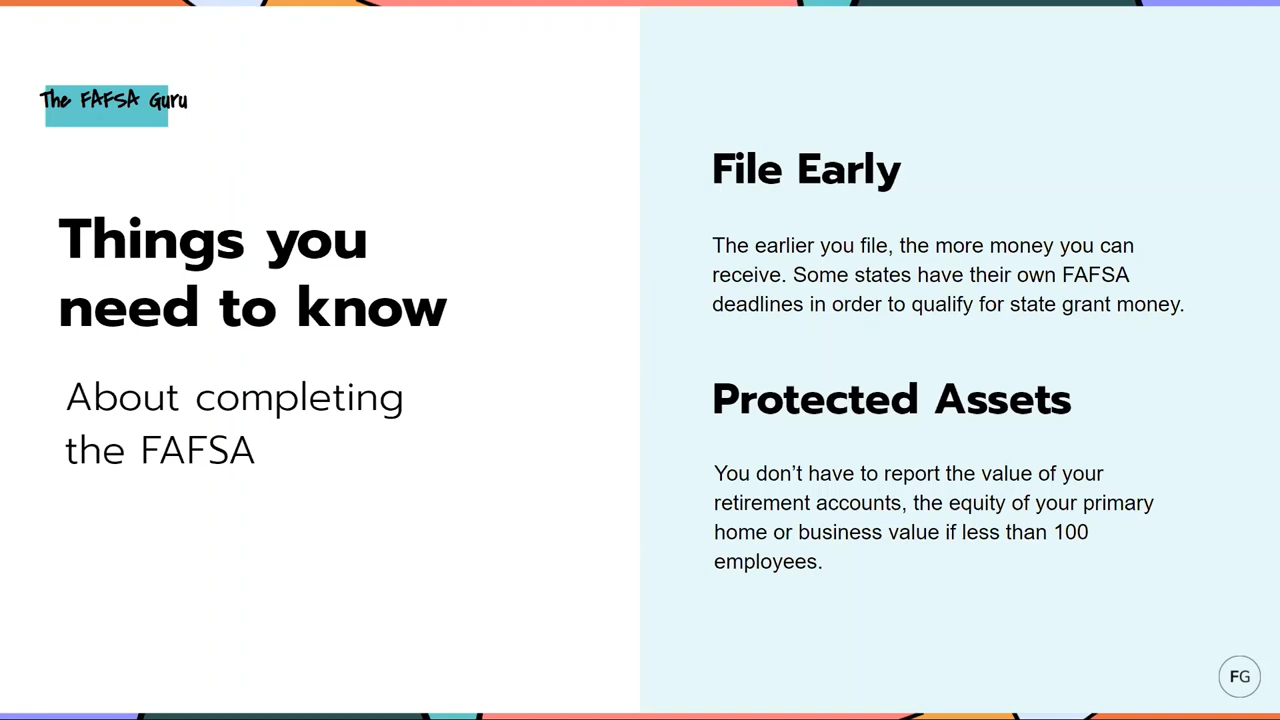 The FAFSA Guru
Things you
need to know
About completing
the FAFSA
File Early
The earlier you file, the more money you can
receive. Some states have their own FAFSA
deadlines in order to qualify for state grant money.
Protected Assets
You don’t have to report the value of your
retirement accounts, the equity of your primary
home or business value if less than 100
employees.
FG